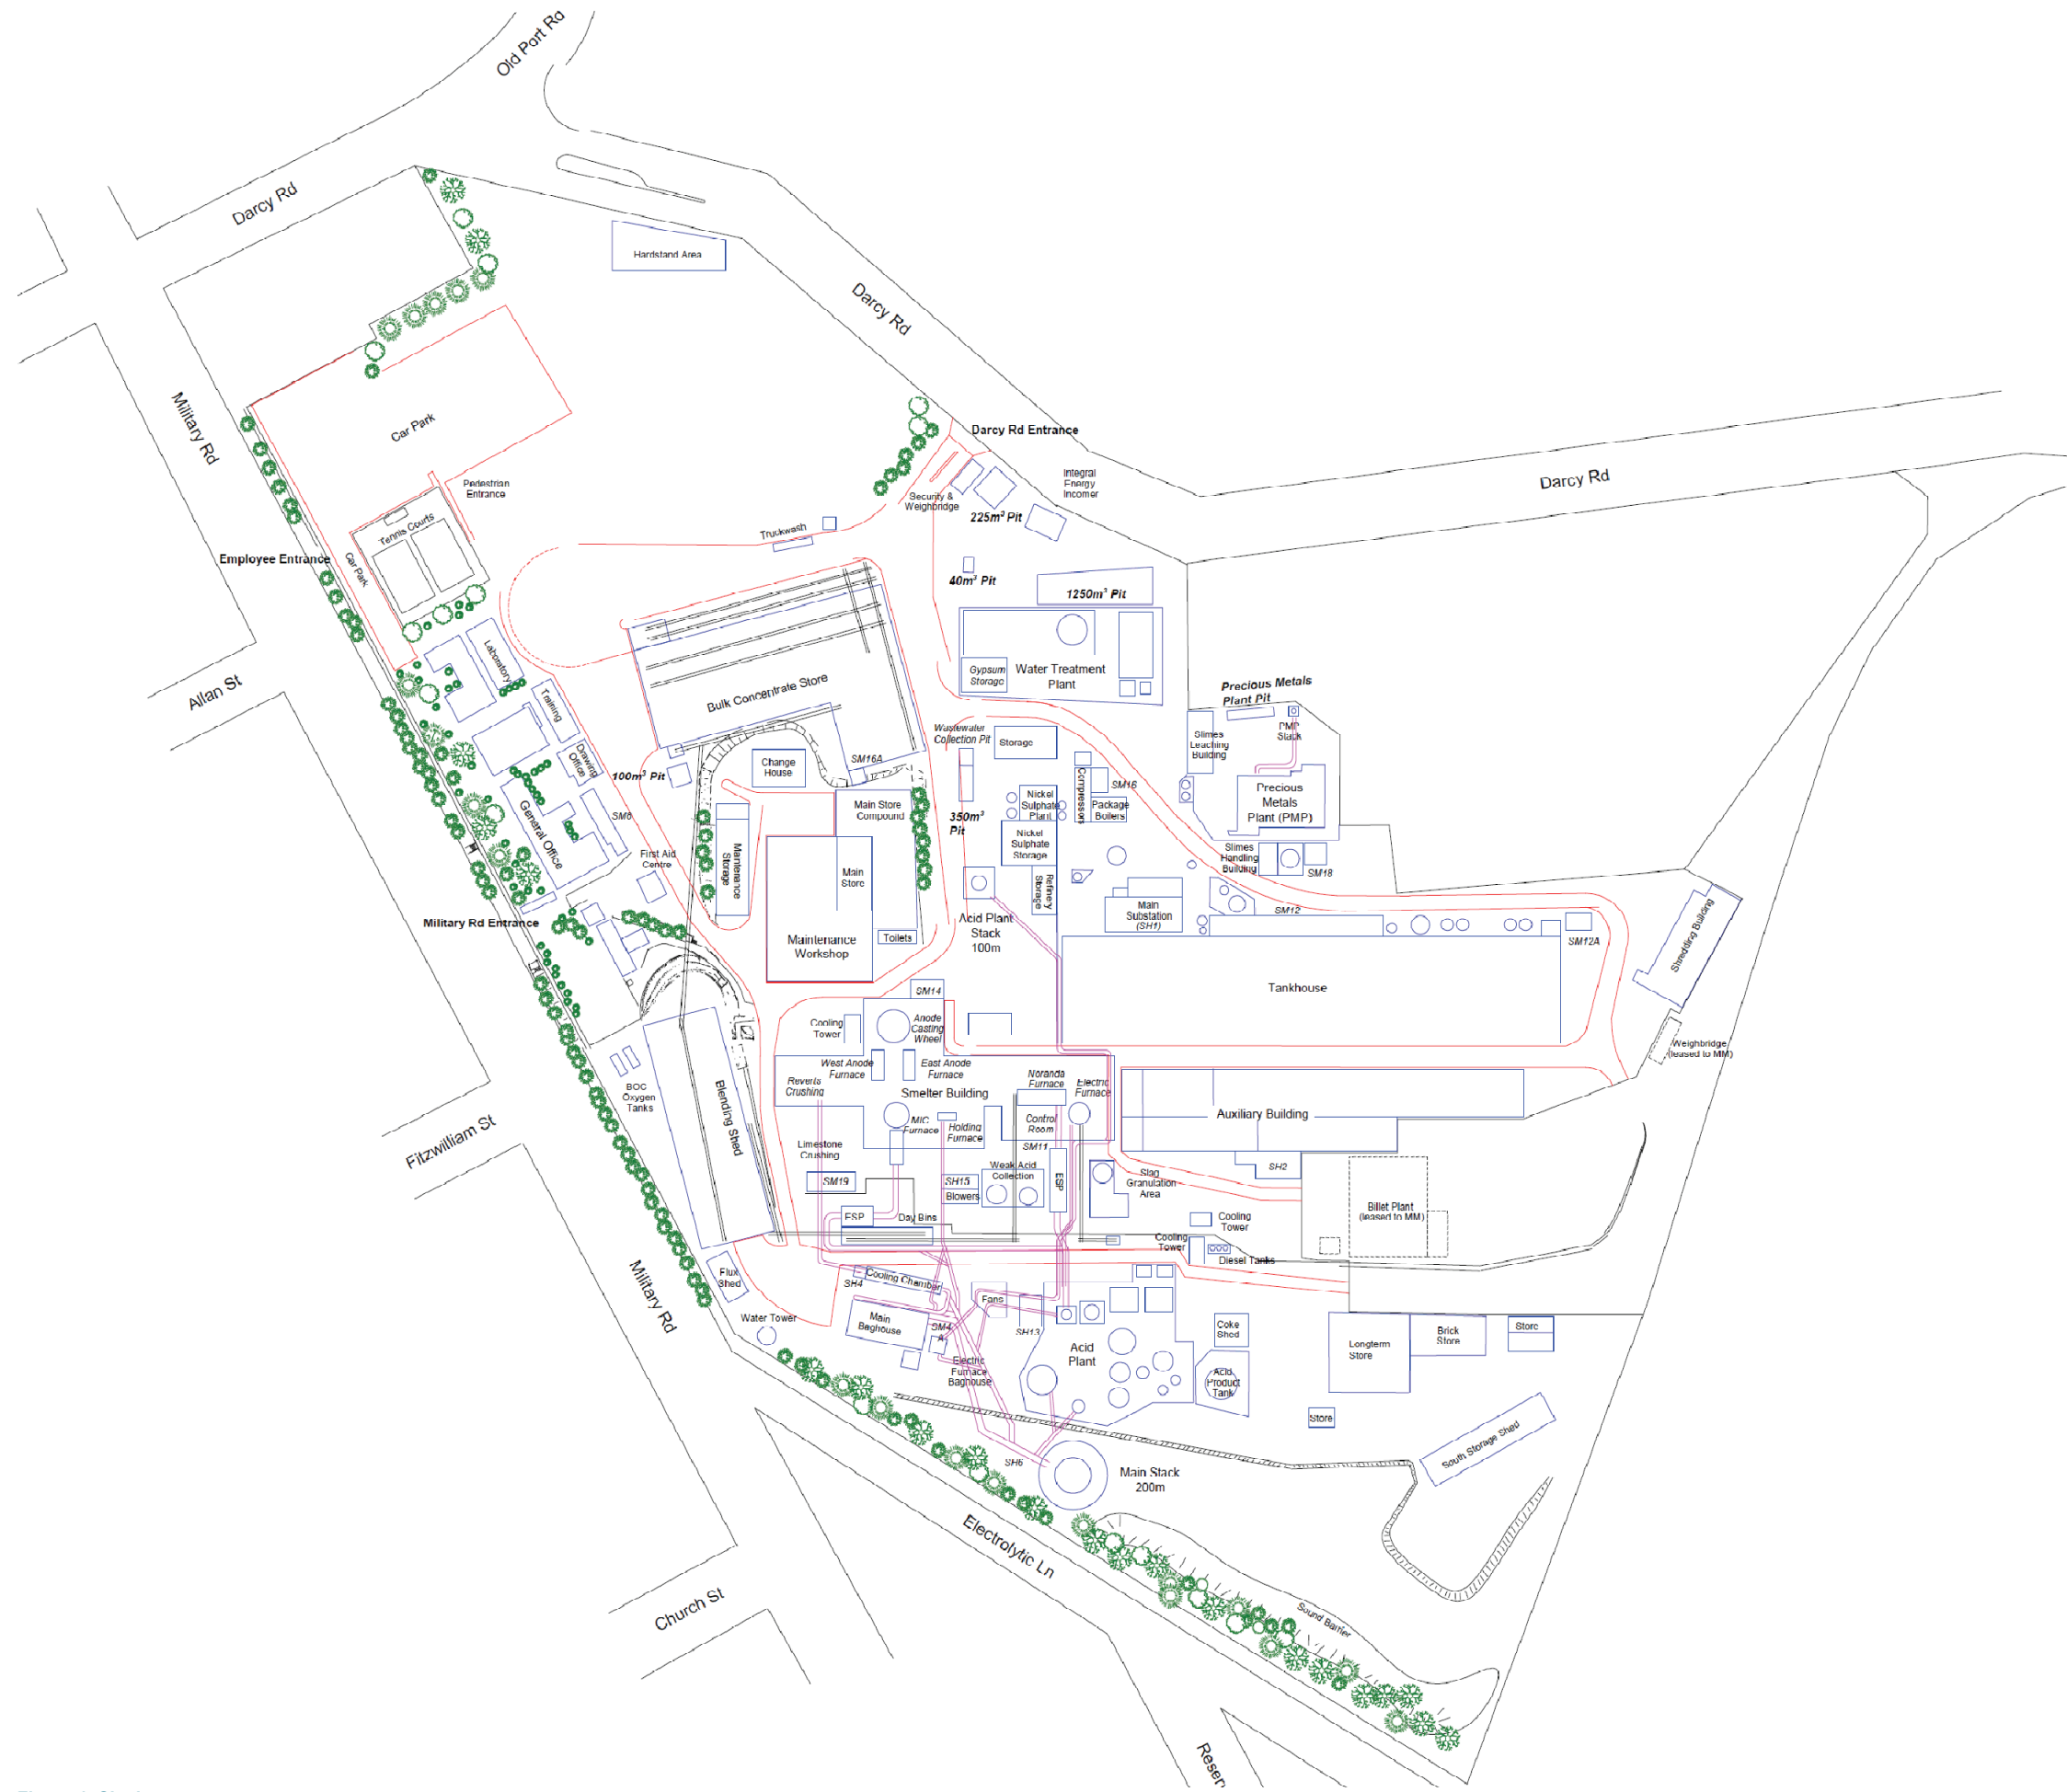 Old Port Rd
Darcy Rd
Hardstand Area
Darcy Rd
Military Rd
Car Park
Darcy Rd Entrance
Darcy Rd
Pedestrian
Entrance
Integral
Energy
Incomer
Security &
Weighbridge
225m³ Pit
Tennis Courts
Truckwash
Employee Entrance
Car Park
40m³ Pit
1250m³ Pit
Laboratory
Gypsum
Storage
Water Treatment
Plant
Allan St
Training
Bulk Concentrate Store
Precious Metals
Plant Pit
PMP
Stack
Wastewater
Collection Pit
Storage
Slimes
Leaching
Building
Drawing
Office
100m³ Pit
Change
House
SM16A
Compressors
SM16
Nickel
Sulphate
Plant
Package
Boilers
Precious
Metals
Plant (PMP)
General Office
SM8
Main Store
Compound
350m³
Pit
Nickel
Sulphate
Storage
First Aid
Centre
Maintenance
Storage
Main
Store
Refinery
Storage
Slimes
Handling
Building
SM18
Military Rd Entrance
Acid Plant
Stack
100m
Main
Substation
(SH1)
SM12
SM12A
Shredding Building
Maintenance
Workshop
Toilets
Tankhouse
SM14
Cooling
Tower
Anode
Casting
Wheel
Weighbridge
(leased to MM)
West Anode
Furnace
East Anode
Furnace
Reverts
Crushing
Noranda
Furnace
Electric
Furnace
BOC
Oxygen
Tanks
Blending Shed
Smelter Building
Auxiliary Building
MIC
Furnace
Holding
Furnace
Control
Room
Fitzwilliam St
Limestone
Crushing
SM11
Weak Acid
Collection
ESP
SM19
SH15
Blowers
Slag
Granulation
Area
SH2
Billet Plant
(leased to MM)
ESP
Day Bins
Cooling
Tower
Cooling
Tower
Diesel Tanks
Military Rd
Flux
Shed
SH4
Cooling Chamber
Fans
Water Tower
Main
Baghouse
SM4
A
SH13
Acid
Plant
Coke
Shed
Longterm
Store
Brick
Store
Store
Electric
Furnace
Baghouse
Acid
Product
Tank
Store
South Storage Shed
SH6
Main Stack
200m
Electrolytic Ln
Church St
Sound Barrier
Reser